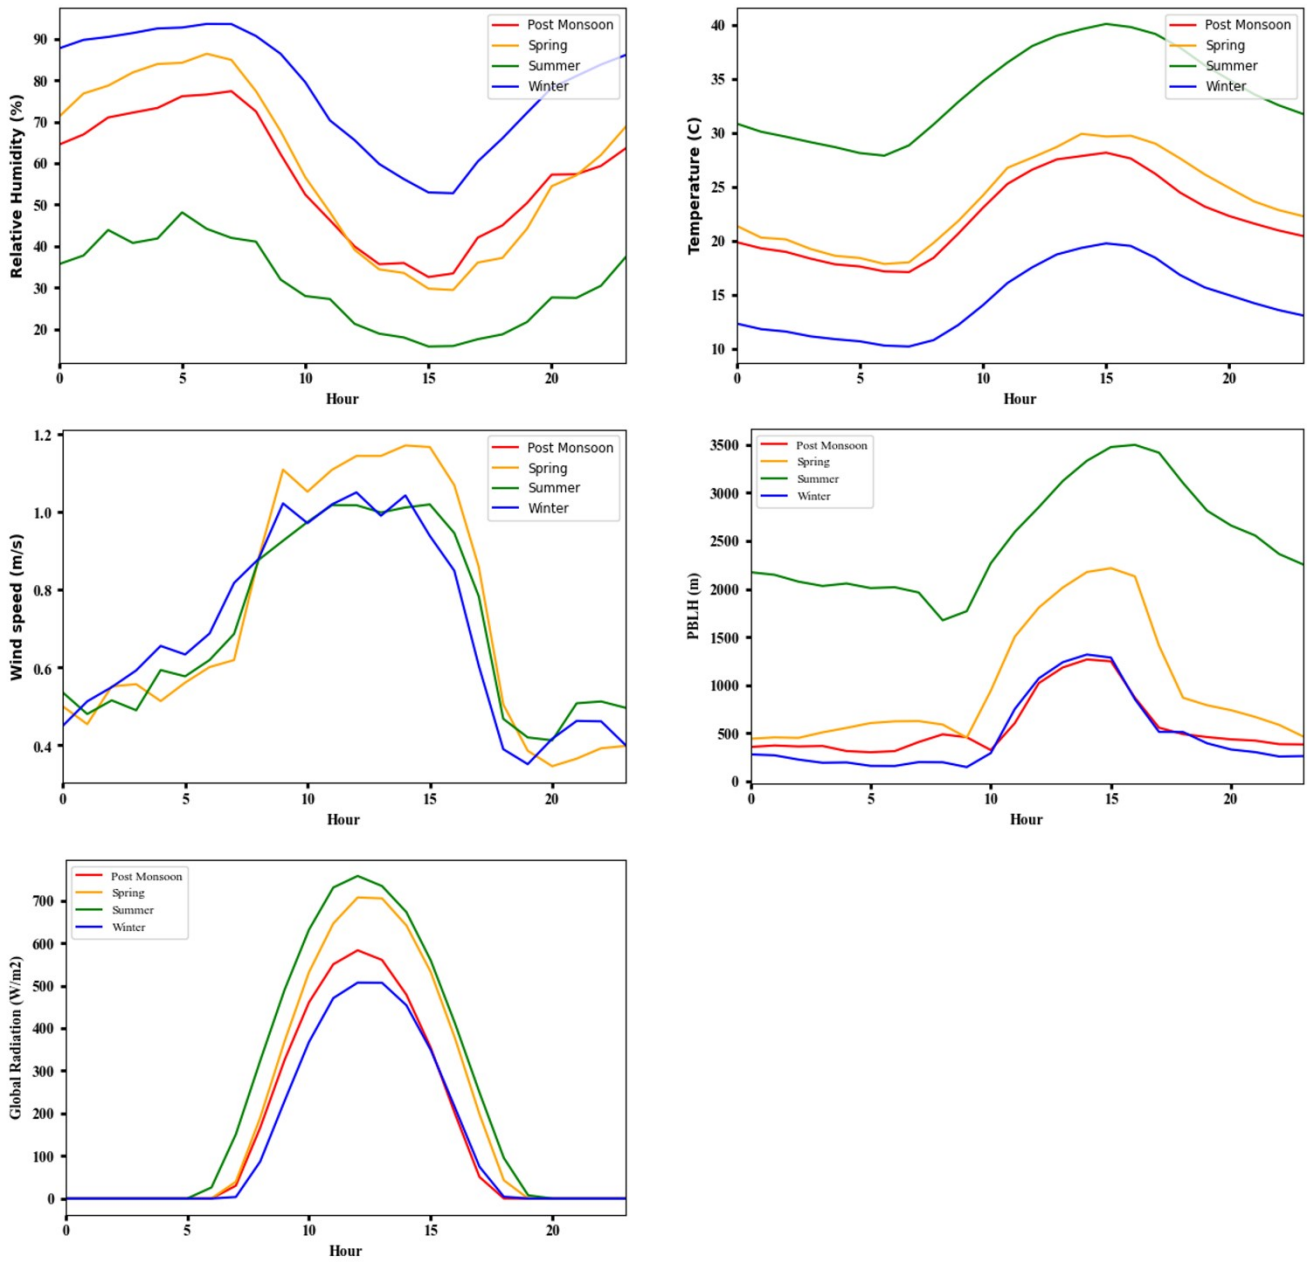 Relative Humidity (%)
90
80
70
60
50
40
30
20
0 5 10 15 20
Hour
Post Monsoon
Spring
Summer
Winter
Temperature (C)
40
35
30
25
20
15
10
0 5 10 15 20
Hour
Post Monsoon
Spring
Summer
Winter
Wind speed (m/s)
1.2
1.0
0.8
0.6
0.4
0 5 10 15 20
Hour
Post Monsoon
Spring
Summer
Winter
PBLH (m)
3500
3000
2500
2000
1500
1000
500
0
0 5 10 15 20
Hour
Post Monsoon
Spring
Summer
Winter
Global Radiation (W/m2)
700
600
500
400
300
200
100
0
0 5 10 15 20
Hour
Post Monsoon
Spring
Summer
Winter